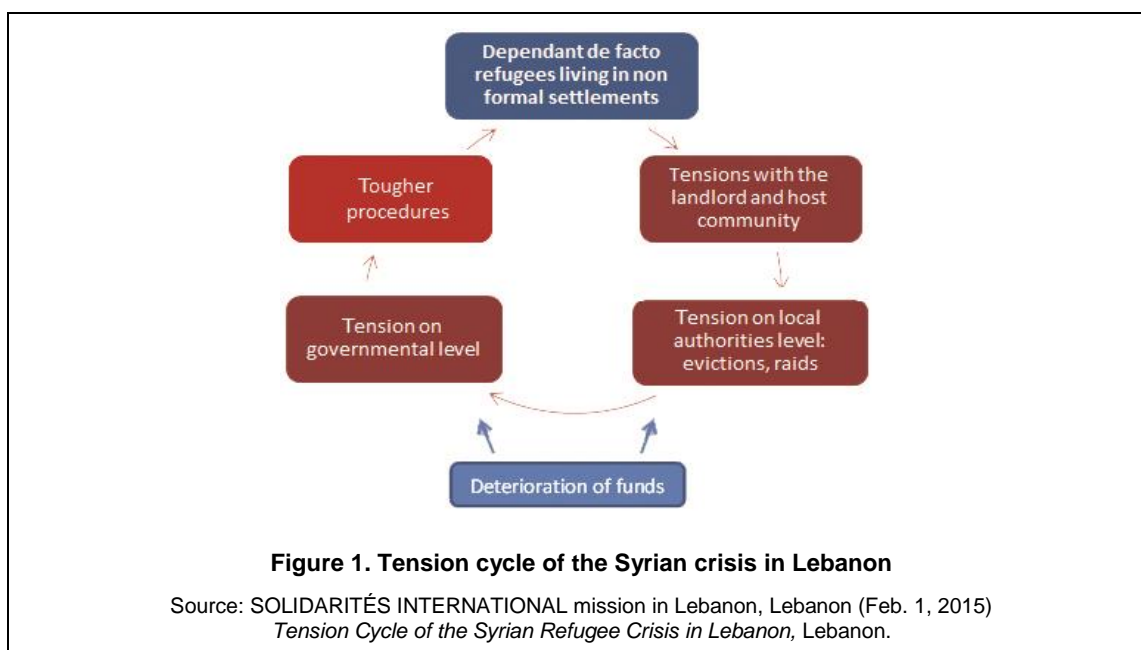 Dependant de facto
refugees living in non
formal settlements
Tougher
procedures
Tensions with the
landlord and host
community
Tension on
governmental level
Tension on local
authorities level:
evictions, raids
Deterioration of funds
Figure 1. Tension cycle of the Syrian crisis in Lebanon
Source: SOLIDARITÉS INTERNATIONAL mission in Lebanon, Lebanon (Feb. 1, 2015)
Tension Cycle of the Syrian Refugee Crisis in Lebanon, Lebanon.